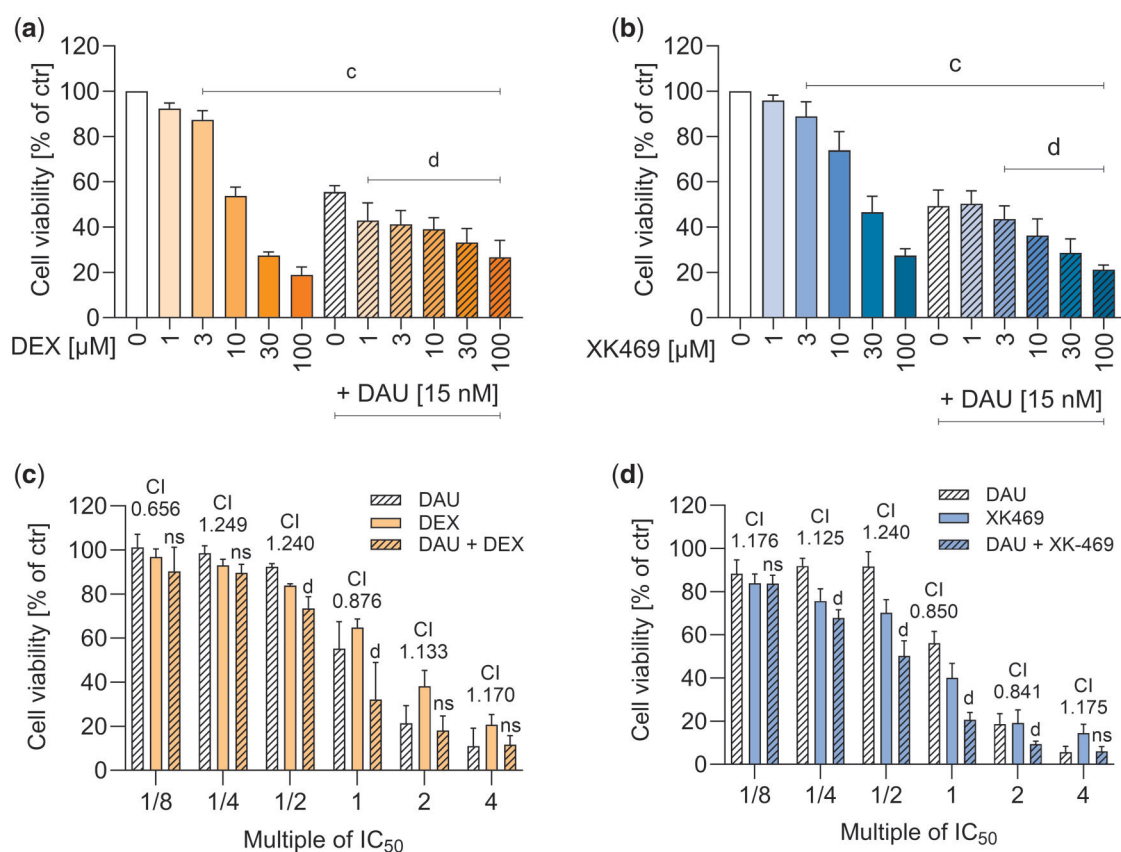 (a)
120
100
80
60
40
20
0
Cell viability [% of ctr]
c
d
DEX [µM]
0 1 3 10 30 100 0 1 3 10 30 100
+ DAU [15 nM]
(b)
120
100
80
60
40
20
0
Cell viability [% of ctr]
c
d
XK469 [µM]
0 1 3 10 30 100 0 1 3 10 30 100
+ DAU [15 nM]
(c)
120
100
80
60
40
20
0
Cell viability [% of ctr]
DAU
DEX
DAU + DEX
CI
0.656
ns
CI
1.249
ns
CI
1.240
d
CI
0.876
d
CI
1.133
ns
CI
1.170
ns
1/8 1/4 1/2 1 2 4
Multiple of IC50
(d)
120
100
80
60
40
20
0
Cell viability [% of ctr]
DAU
XK469
DAU + XK-469
CI
1.176
ns
CI
1.125
d
CI
1.240
d
CI
0.850
d
CI
0.841
d
CI
1.175
ns
1/8 1/4 1/2 1 2 4
Multiple of IC50